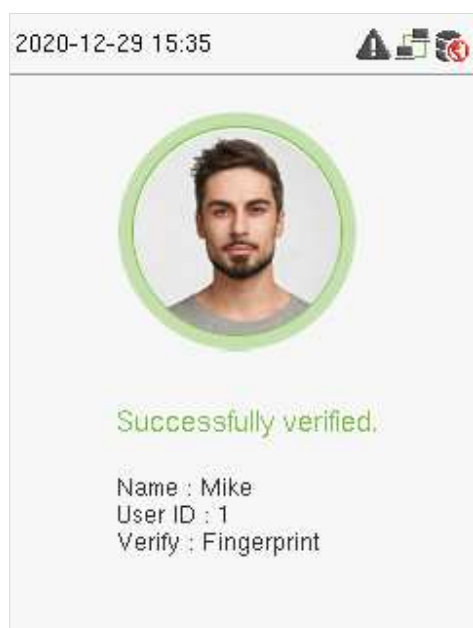 2020-12-29 15:35
Successfully verified.
Name : Mike
User ID : 1
Verify : Fingerprint